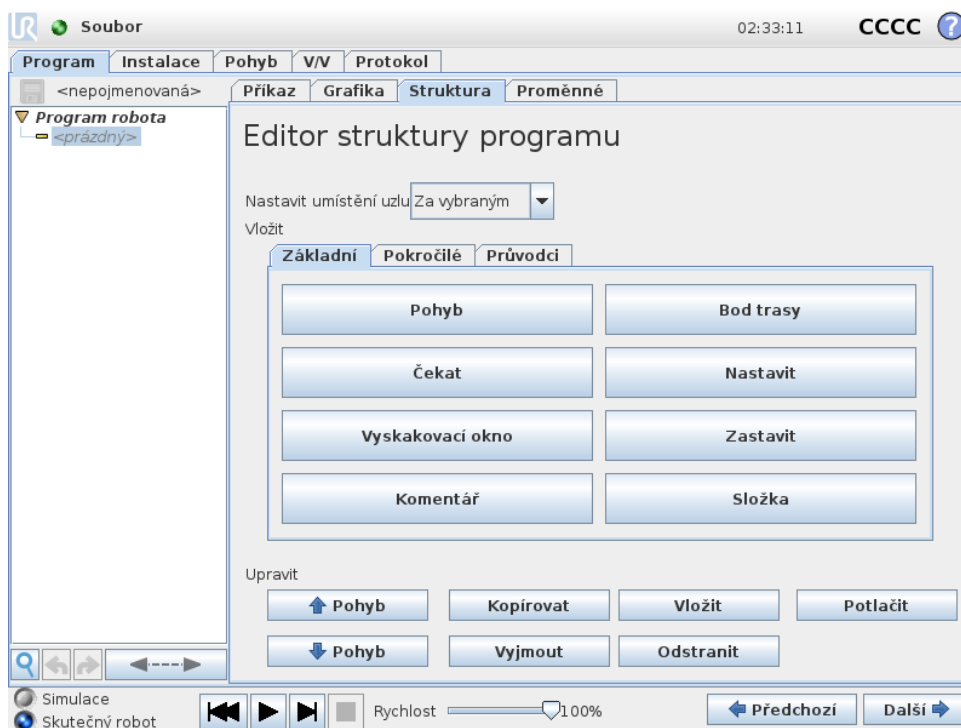 UR Soubor 02:33:11 CCCC ?
Program Instalace Pohyb V/V Protokol
<nepojmenovaná> Příkaz Grafika Struktura Proměnné
Program robota
<prázdný>
Editor struktury programu
Nastavit umístění uzlu Za vybraným
Vložit
Základní Pokročilé Průvodci
Pohyb Bod trasy
Čekat Nastavit
Vyskakovací okno Zastavit
Komentář Složka
Upravit
Pohyb Kopírovat Vložit Potlačit
Pohyb Vyjmout Odstranit
Simulace
Skutečný robot
Rychlost 100% Předchozí Další